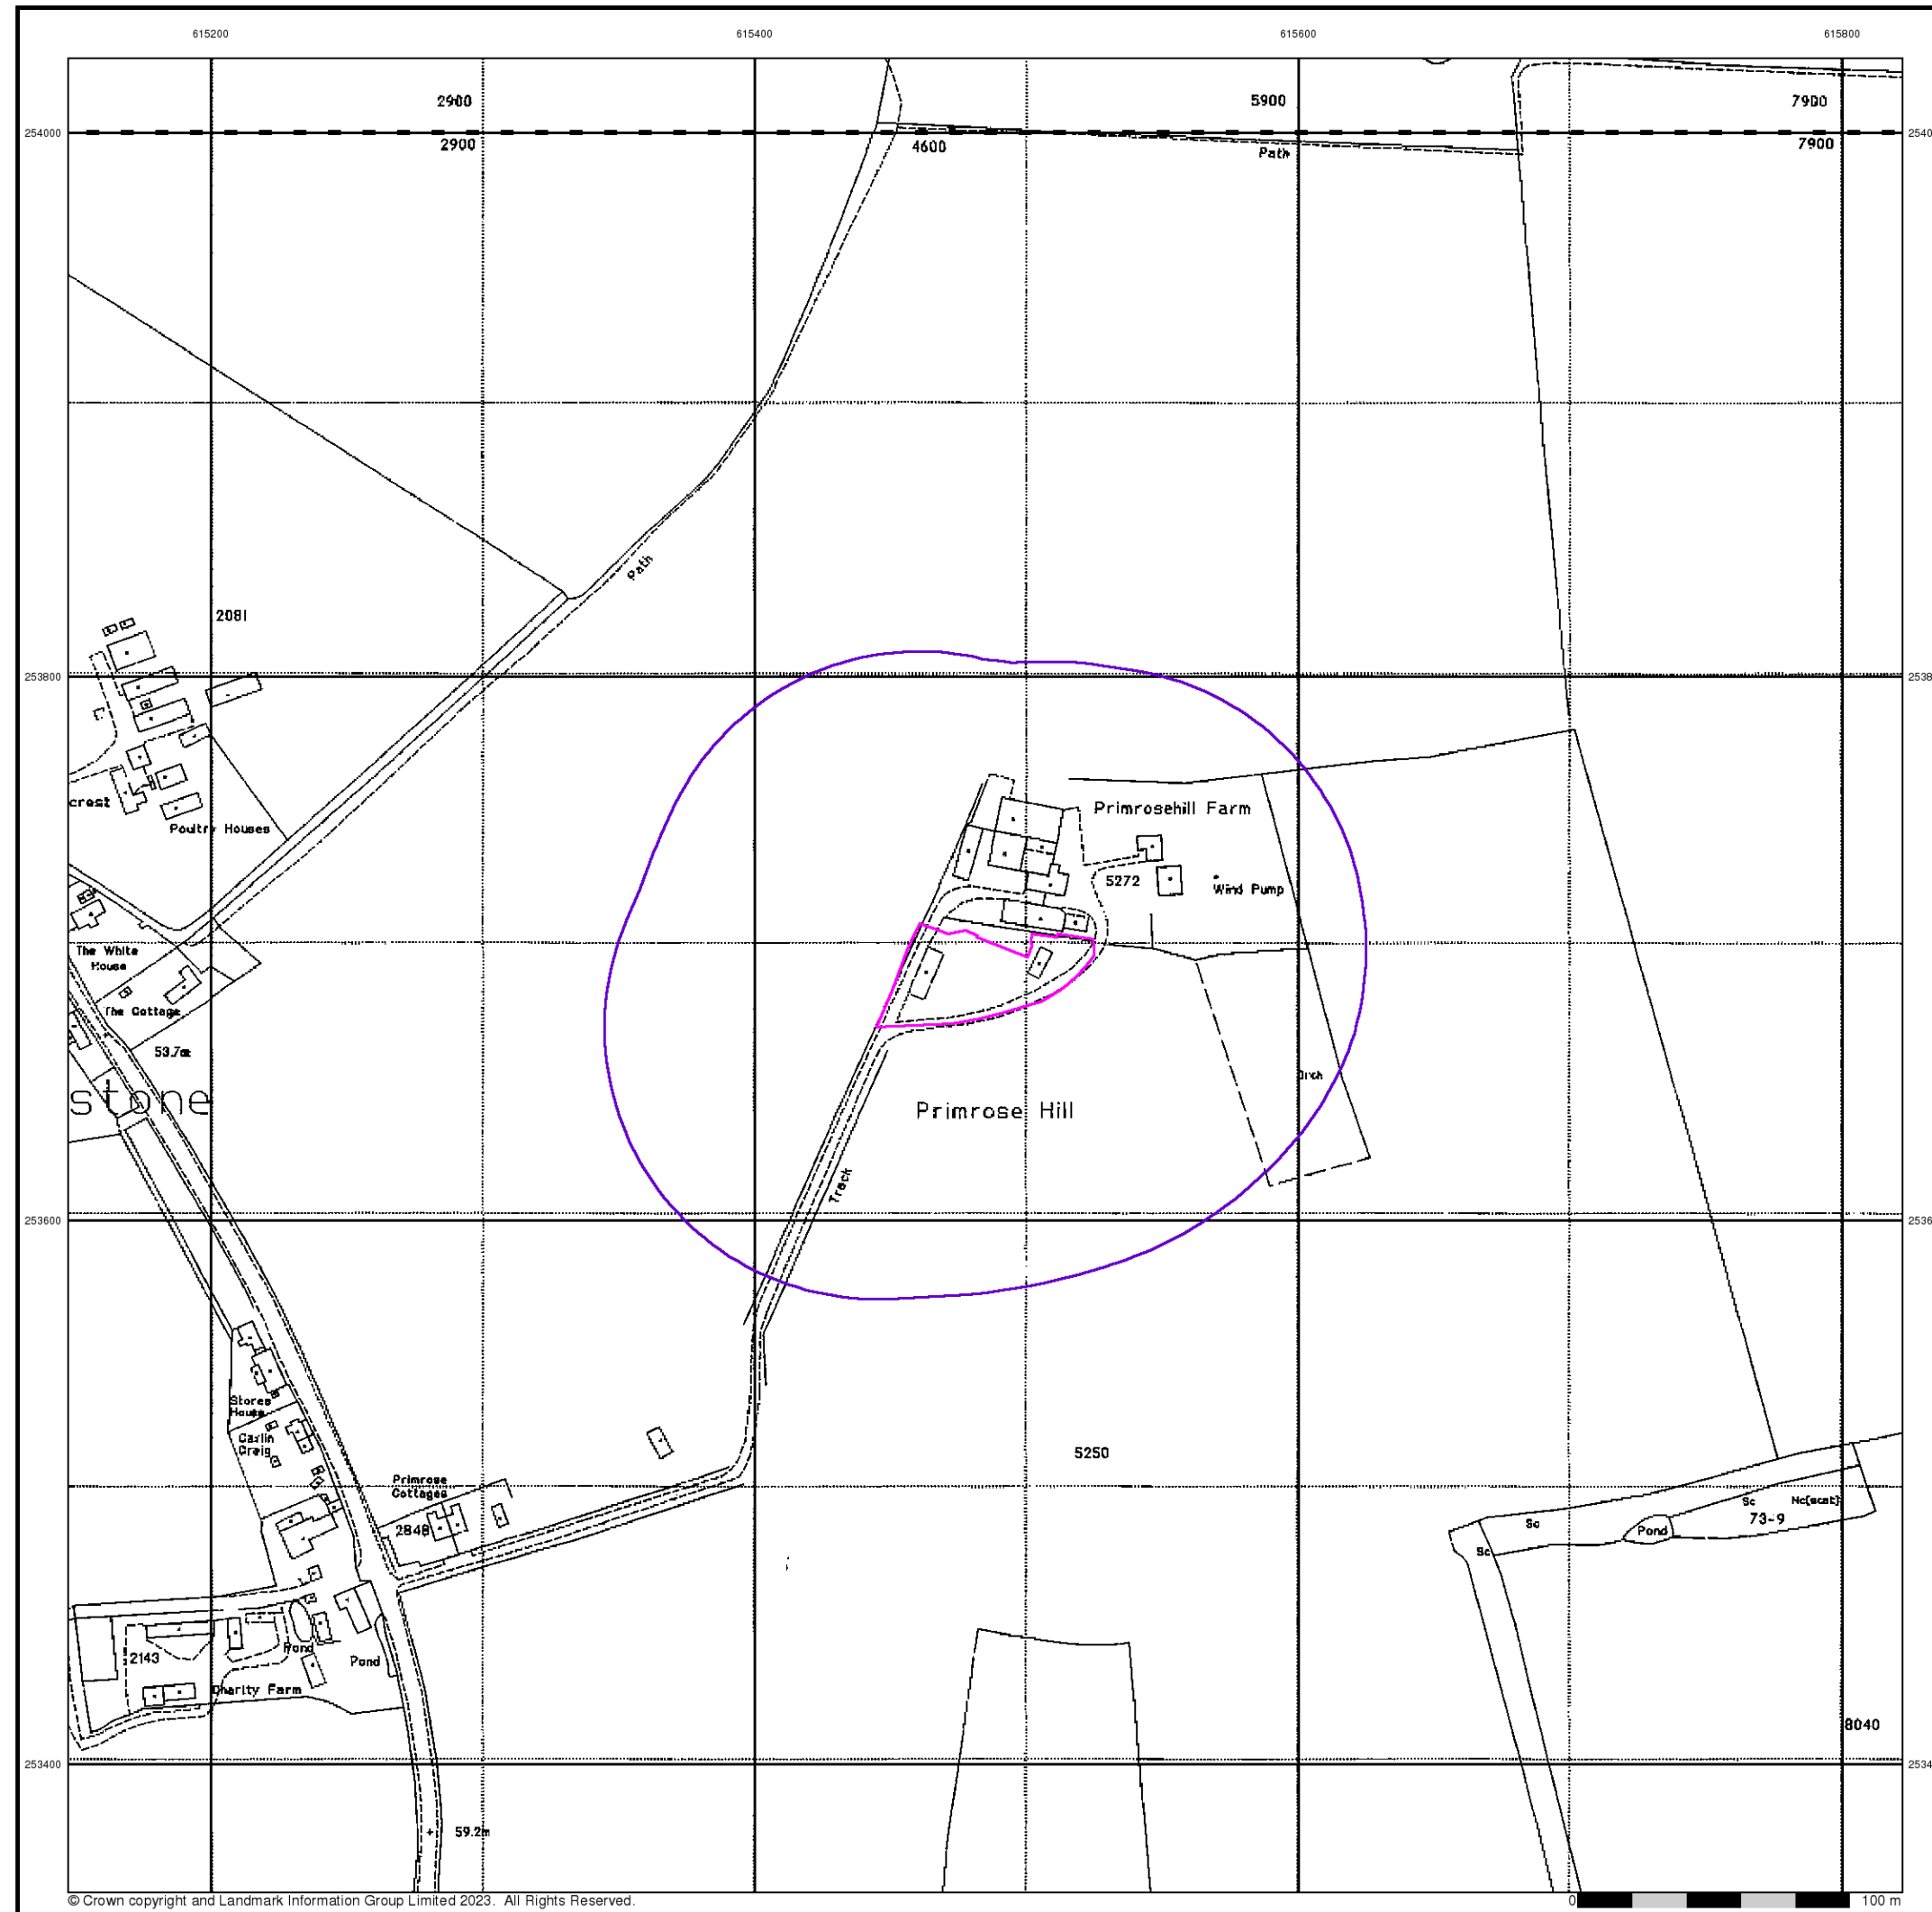 615200
615400
615600
615800
2900
5900
7900
254000
2900
4600
Path
7900
Path
2081
253800
crest
Poultry Houses
Primrosehill Farm
5272
Wind Pump
The White
House
The Cottage
53.7m
stone
Orch
Primrose Hill
Track
253600
Stores
House
Carlin
Craig
5250
Primrose
Cottages
2848
Sc
Nc(scat)
73-9
Sc
Pond
Sc
Pond
2143
Pond
Charity Farm
8040
253400
59.2m
© Crown copyright and Landmark Information Group Limited 2023. All Rights Reserved.
0
100 m